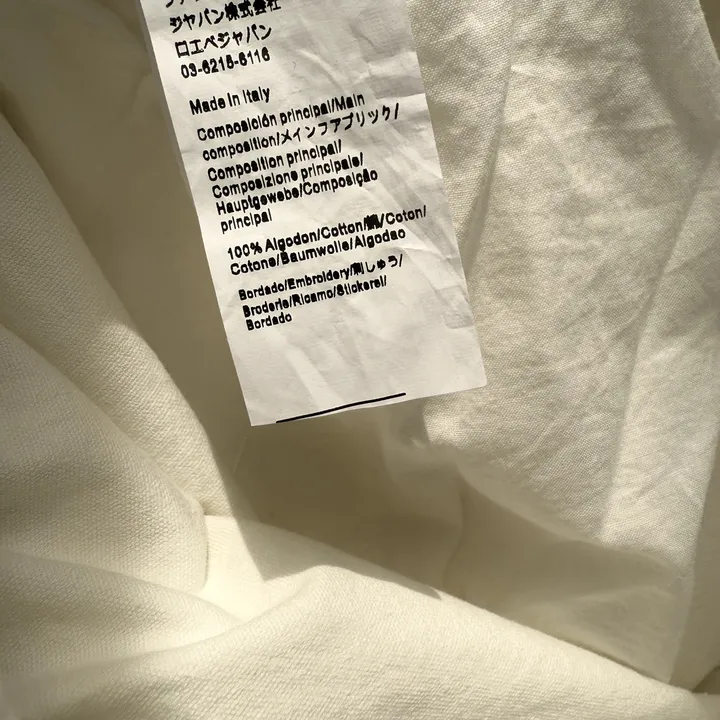 ジャパン株式会社
ロエベジャパン
03-6215-6116
Made in Italy
Composición principal/Main
composition/メインファブリック/
Composition principal/
Composizione principale/
Hauptgewebe/Composição
principal
100% Algodon/Cotton/綿/Coton/
Cotone/Baumwolle/Algodao
Bordado/Embroidery/刺しゅう/
Broderie/Ricamo/Stickerei/
Bordado